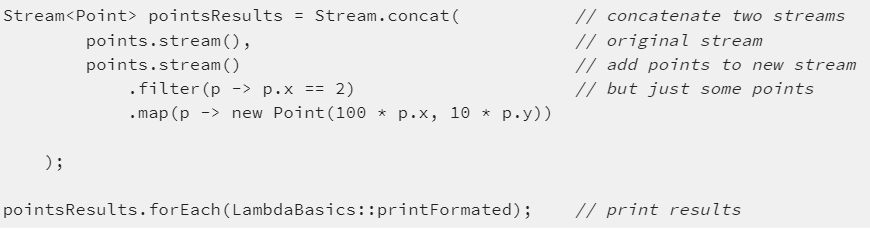 Stream<Point> pointsResults = Stream.concat(           // concatenate two streams
        points.stream(),                               // original stream
        points.stream()                                // add points to new stream
            .filter(p -> p.x == 2)                     // but just some points
            .map(p -> new Point(100 * p.x, 10 * p.y))
    );
pointsResults.forEach(LambdaBasics::printFormated);    // print results